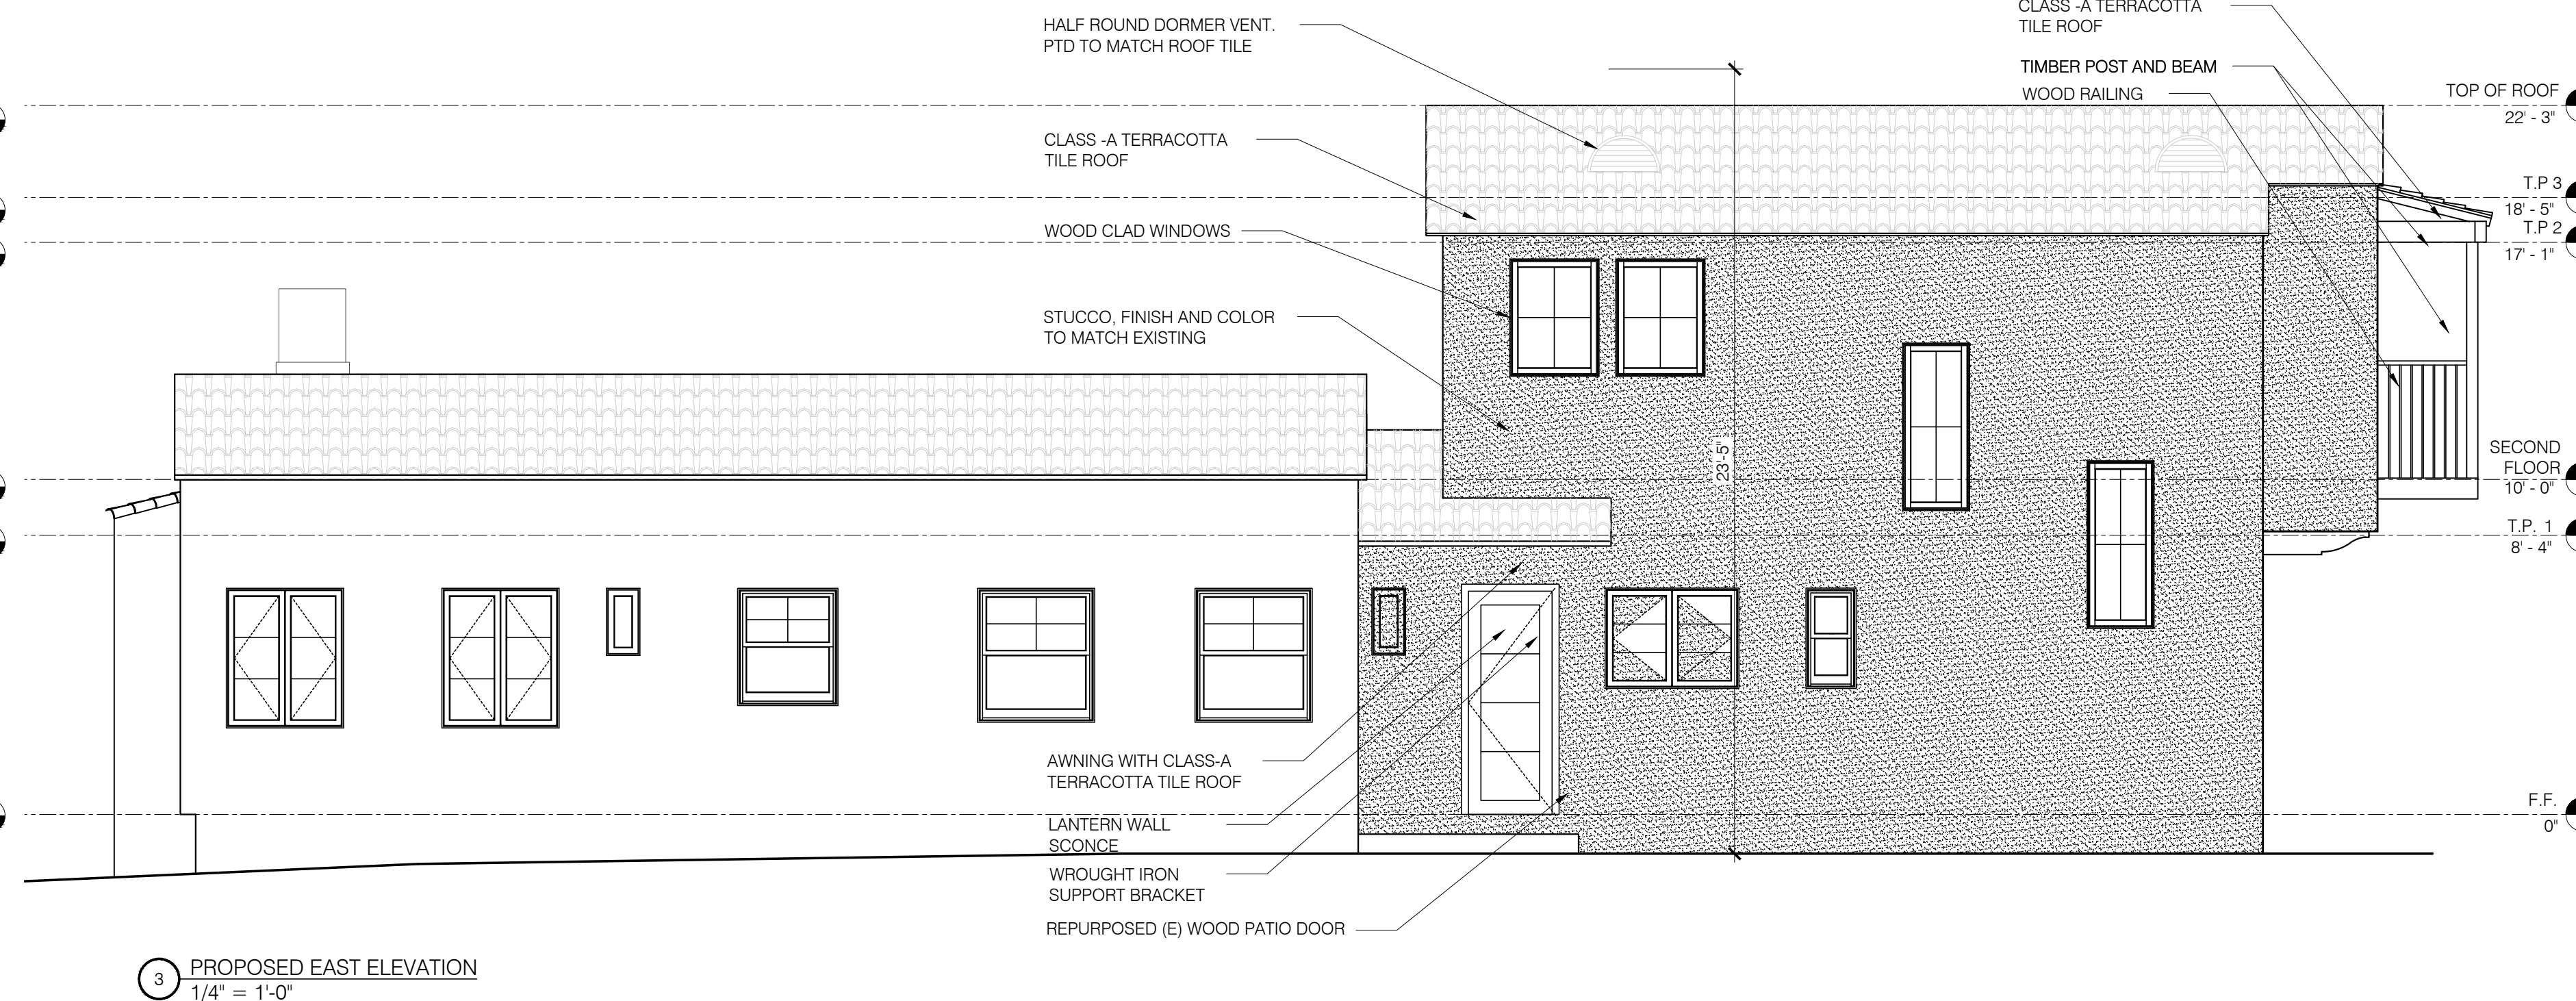 CLASS -A TERRACOTTA
TILE ROOF
HALF ROUND DORMER VENT.
PTD TO MATCH ROOF TILE
TIMBER POST AND BEAM
WOOD RAILING
TOP OF ROOF
22' - 3"
CLASS -A TERRACOTTA
TILE ROOF
T.P 3
18' - 5"
T.P 2
17' - 1"
WOOD CLAD WINDOWS
STUCCO, FINISH AND COLOR
TO MATCH EXISTING
23'-5"
SECOND
FLOOR
10' - 0"
T.P. 1
8' - 4"
AWNING WITH CLASS-A
TERRACOTTA TILE ROOF
F.F.
0"
LANTERN WALL
SCONCE
WROUGHT IRON
SUPPORT BRACKET
REPURPOSED (E) WOOD PATIO DOOR
3
PROPOSED EAST ELEVATION
1/4" = 1'-0"